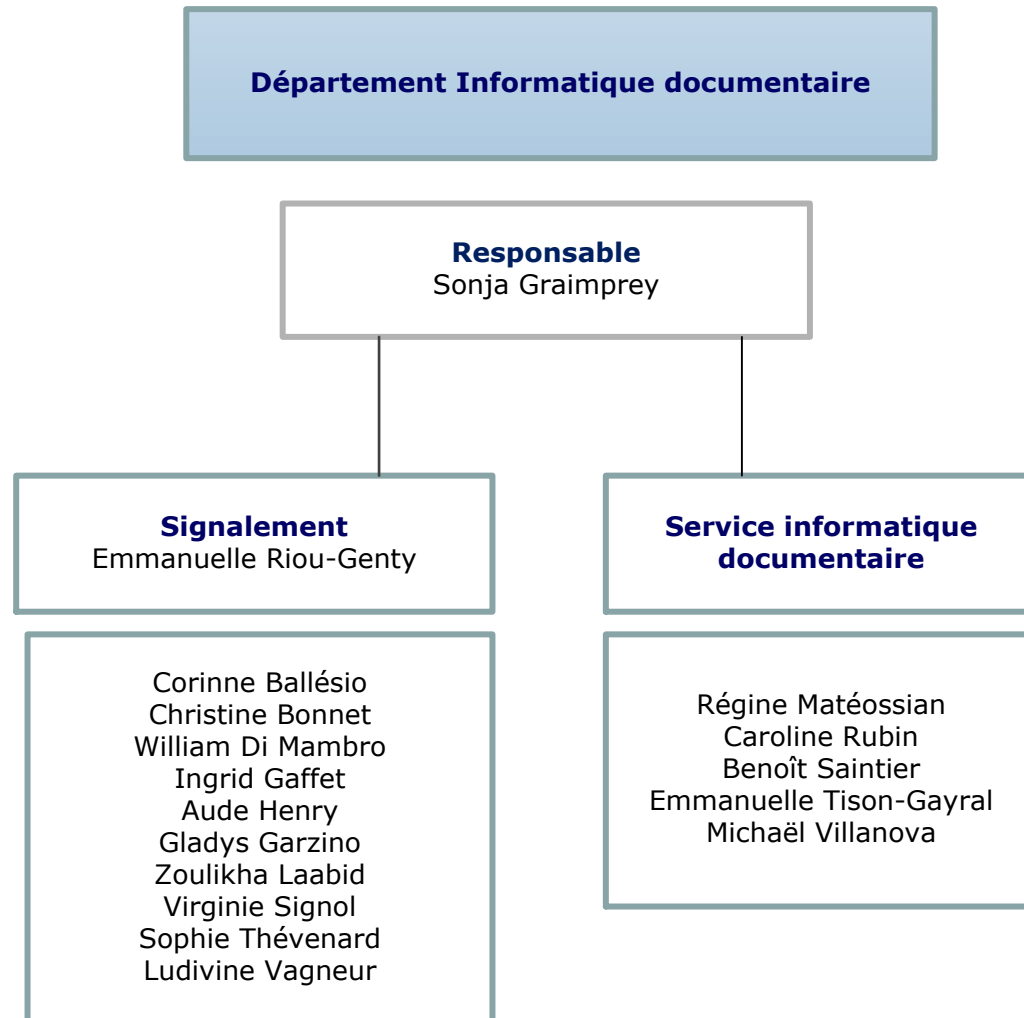 Département Informatique documentaire
Responsable
Sonja Graimprey
Signalement
Emmanuelle Riou-Genty
Corinne Ballésio
Christine Bonnet
William Di Mambro
Ingrid Gaffet
Aude Henry
Gladys Garzino
Zoulikha Laabid
Virginie Signol
Sophie Thévenard
Ludivine Vagneur
Service informatique
documentaire
Régine Matéossian
Caroline Rubin
Benoît Saintier
Emmanuelle Tison-Gayral
Michaël Villanova